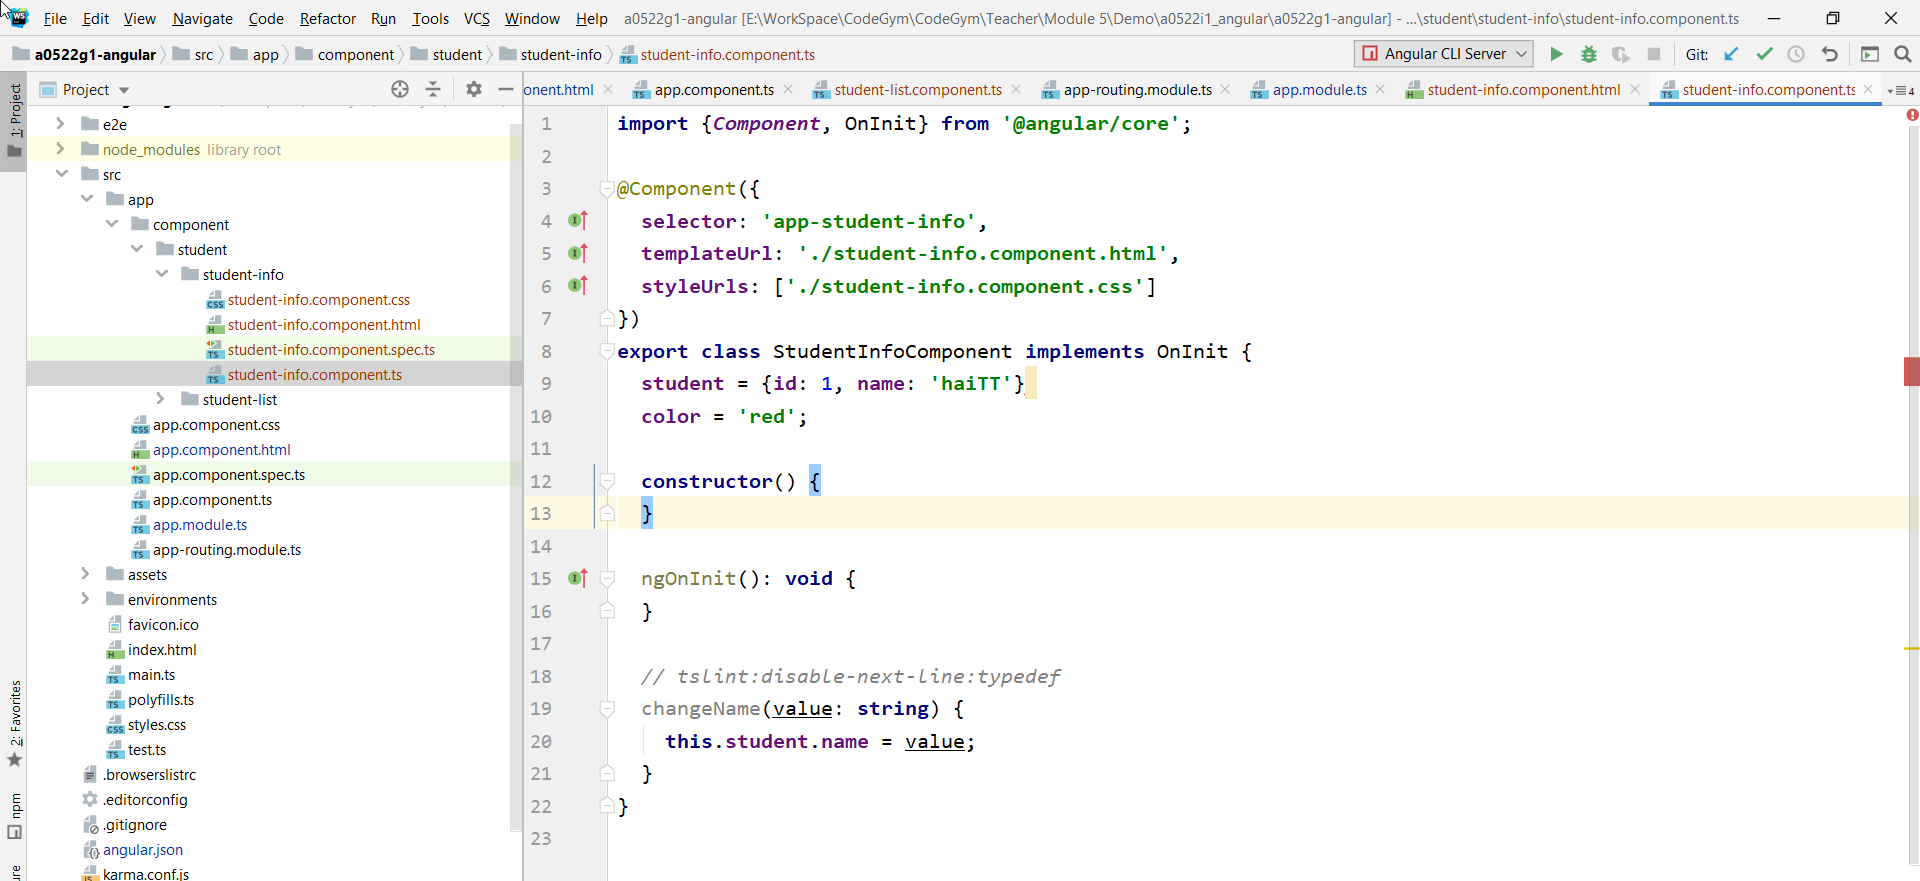 WS File Edit View Navigate Code Refactor Run Tools VCS Window Help a0522g1-angular [E:\WorkSpace\CodeGym\CodeGym\Teacher\Module 5\Demo\a0522i1_angular\a0522g1-angular] - ...\student\student-info\student-info.component.ts
a0522g1-angular src app component student student-info student-info.component.ts Angular CLI Server Git:
Project onent.html app.component.ts student-list.component.ts app-routing.module.ts app.module.ts student-info.component.html student-info.component.ts 4
1: Project
2: Favorites
npm
e2e
node_modules library root
src
app
component
student
student-info
student-info.component.css
student-info.component.html
student-info.component.spec.ts
student-info.component.ts
student-list
app.component.css
app.component.html
app.component.spec.ts
app.component.ts
app.module.ts
app-routing.module.ts
assets
environments
favicon.ico
index.html
main.ts
polyfills.ts
styles.css
test.ts
.browserslistrc
.editorconfig
.gitignore
angular.json
karma.conf.js
1 import {Component, OnInit} from '@angular/core';
2
3 @Component({
4 selector: 'app-student-info',
5 templateUrl: './student-info.component.html',
6 styleUrls: ['./student-info.component.css']
7 })
8 export class StudentInfoComponent implements OnInit {
9 student = {id: 1, name: 'haiTT'}
10 color = 'red';
11
12 constructor() {
13 }
14
15 ngOnInit(): void {
16 }
17
18 // tslint:disable-next-line:typedef
19 changeName(value: string) {
20 this.student.name = value;
21 }
22 }
23